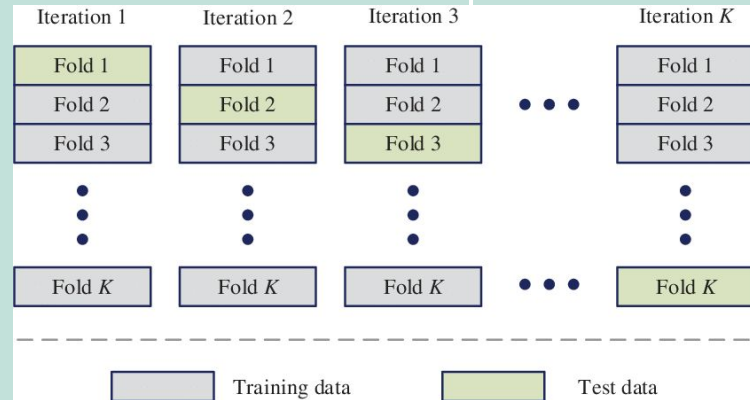 Iteration 1 Iteration 2 Iteration 3 Iteration K
Fold 1 Fold 1 Fold 1 Fold 1
Fold 2 Fold 2 Fold 2 Fold 2
Fold 3 Fold 3 Fold 3 Fold 3
Fold K Fold K Fold K Fold K
Training data Test data